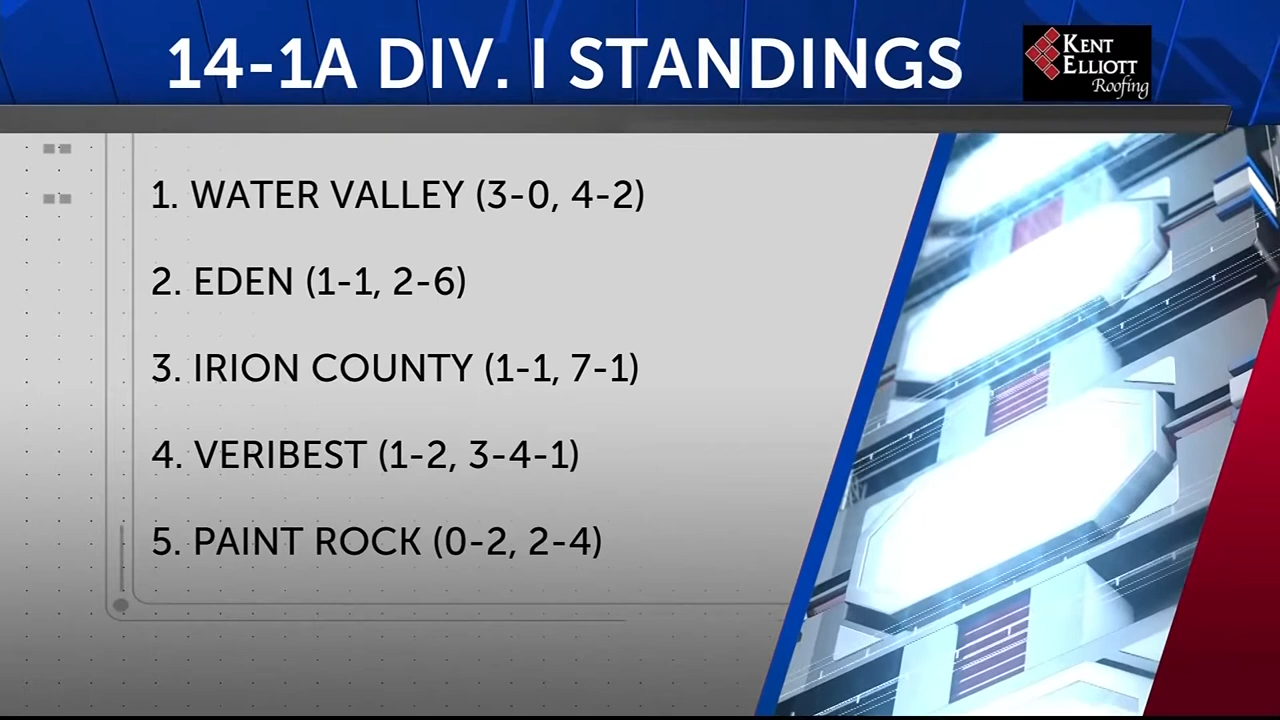 14-1A DIV. I STANDINGS
KENT
ELLIOTT
Roofing
1. WATER VALLEY (3-0, 4-2)
2. EDEN (1-1, 2-6)
3. IRION COUNTY (1-1, 7-1)
4. VERIBEST (1-2, 3-4-1)
5. PAINT ROCK (0-2, 2-4)